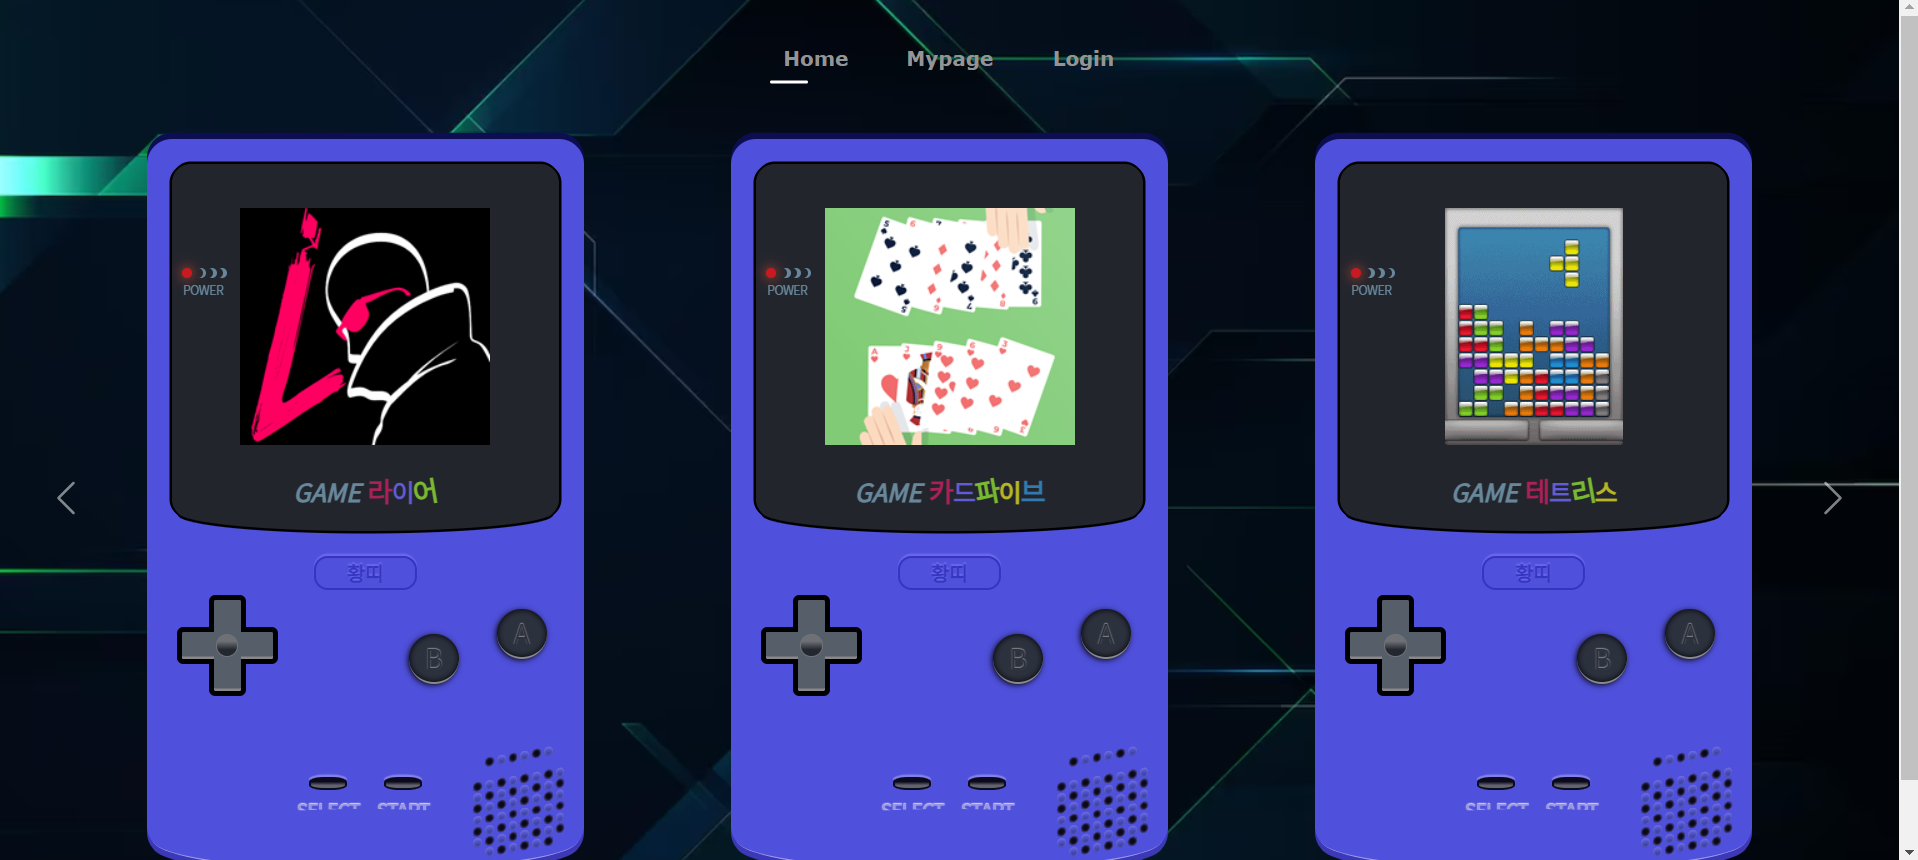 Home Mypage Login
POWER
GAME 라이어
황띠
B A
SELECT START
POWER
GAME 카드파이브
황띠
B A
SELECT START
POWER
GAME 테트리스
황띠
B A
SELECT START